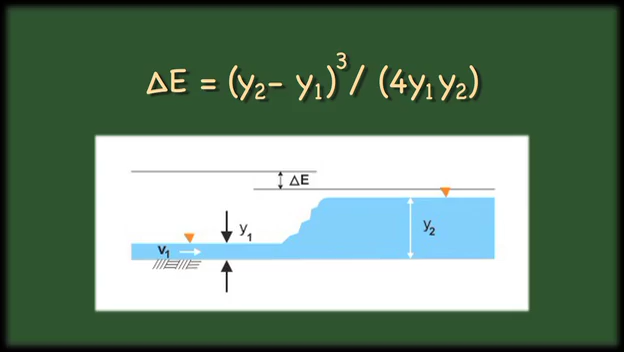 ΔE = (y₂- y₁)³/ (4y₁y₂)
ΔE
y₁
y₂
v₁